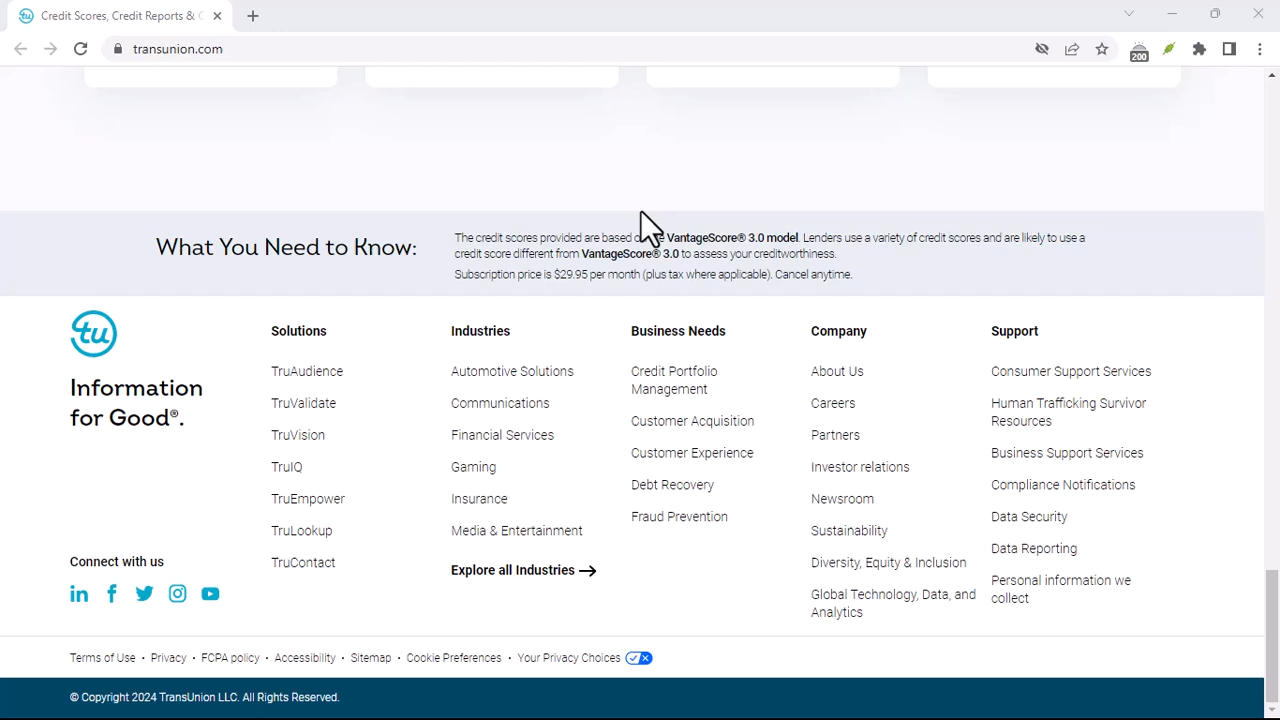 Credit Scores, Credit Reports & C
transunion.com
200
What You Need to Know:
The credit scores provided are based VantageScore® 3.0 model. Lenders use a variety of credit scores and are likely to use a
credit score different from VantageScore® 3.0 to assess your creditworthiness.
Subscription price is $29.95 per month (plus tax where applicable). Cancel anytime.
tu
Information
for Good®.
Connect with us
Solutions
TruAudience
TruValidate
TruVision
TruIQ
TruEmpower
TruLookup
TruContact
Industries
Automotive Solutions
Communications
Financial Services
Gaming
Insurance
Media & Entertainment
Explore all Industries
Business Needs
Credit Portfolio
Management
Customer Acquisition
Customer Experience
Debt Recovery
Fraud Prevention
Company
About Us
Careers
Partners
Investor relations
Newsroom
Sustainability
Diversity, Equity & Inclusion
Global Technology, Data, and
Analytics
Support
Consumer Support Services
Human Trafficking Survivor
Resources
Business Support Services
Compliance Notifications
Data Security
Data Reporting
Personal information we
collect
Terms of Use · Privacy · FCPA policy · Accessibility · Sitemap · Cookie Preferences · Your Privacy Choices
© Copyright 2024 TransUnion LLC. All Rights Reserved.